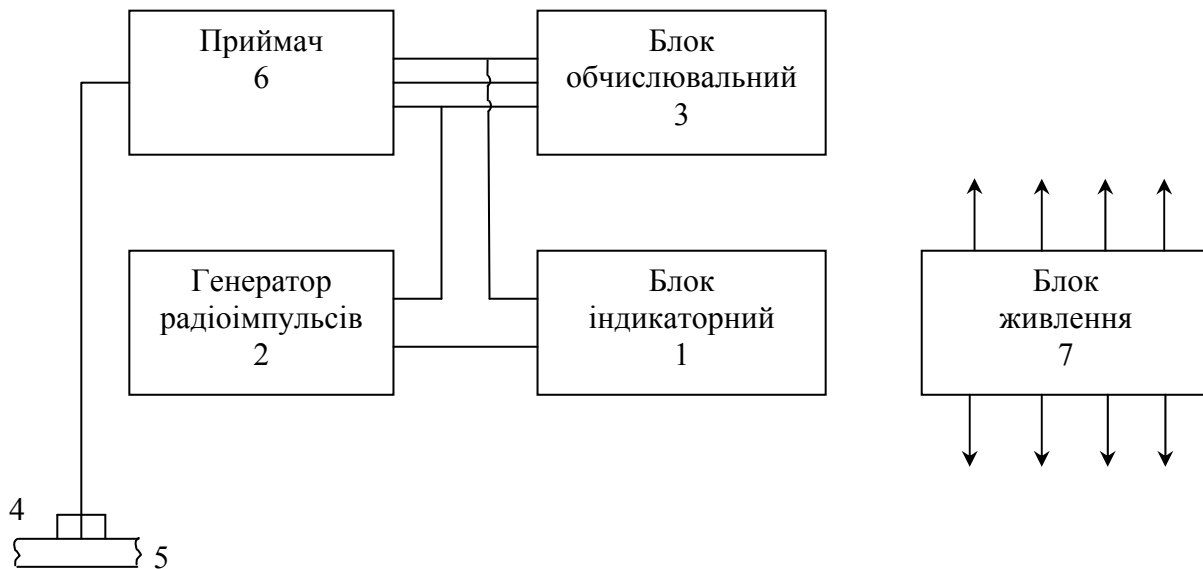 Приймач
6
Блок
обчислювальний
3
Генератор
радіоімпульсів
2
Блок
індикаторний
1
Блок
живлення
7
4
5